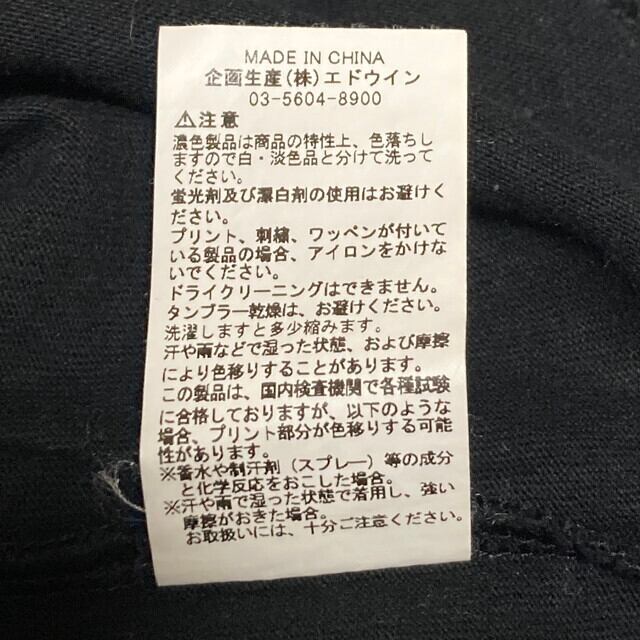 MADE IN CHINA
企画生産(株)エドウイン
03-5604-8900
⚠注意
濃色製品は商品の特性上、色落ちし
ますので白・淡色品と分けて洗って
ください。
蛍光剤及び漂白剤の使用はお避けく
ださい。
プリント、刺繍、ワッペンが付いて
いる製品の場合、アイロンをかけな
いでください。
ドライクリーニングはできません。
タンブラー乾燥は、お避けください。
洗濯しますと多少縮みます。
汗や雨などで湿った状態、および摩擦
により色移りすることがあります。
この製品は、国内検査機関で各種試験
に合格しておりますが、以下のような
場合、プリント部分が色移りする可能
性があります。
※香水や制汗剤(スプレー)等の成分
と化学反応をおこした場合。
※汗や雨で湿った状態で着用し、強い
摩擦がおきた場合。
お取扱いには、十分ご注意ください。